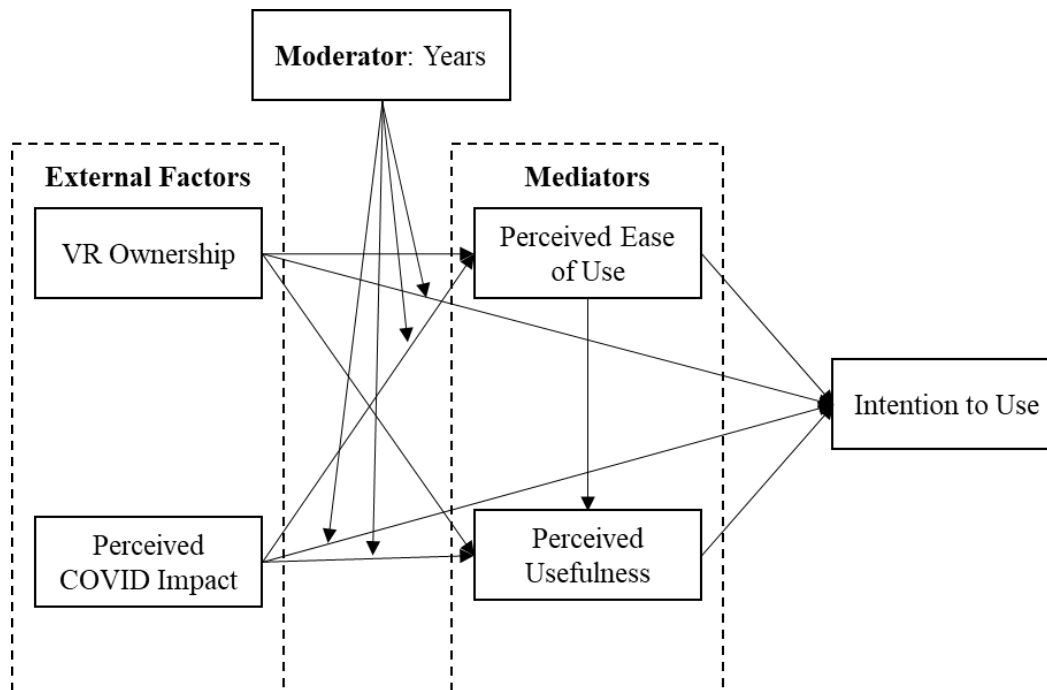 Moderator: Years
External Factors
VR Ownership
Perceived
COVID Impact
Mediators
Perceived Ease
of Use
Perceived
Usefulness
Intention to Use